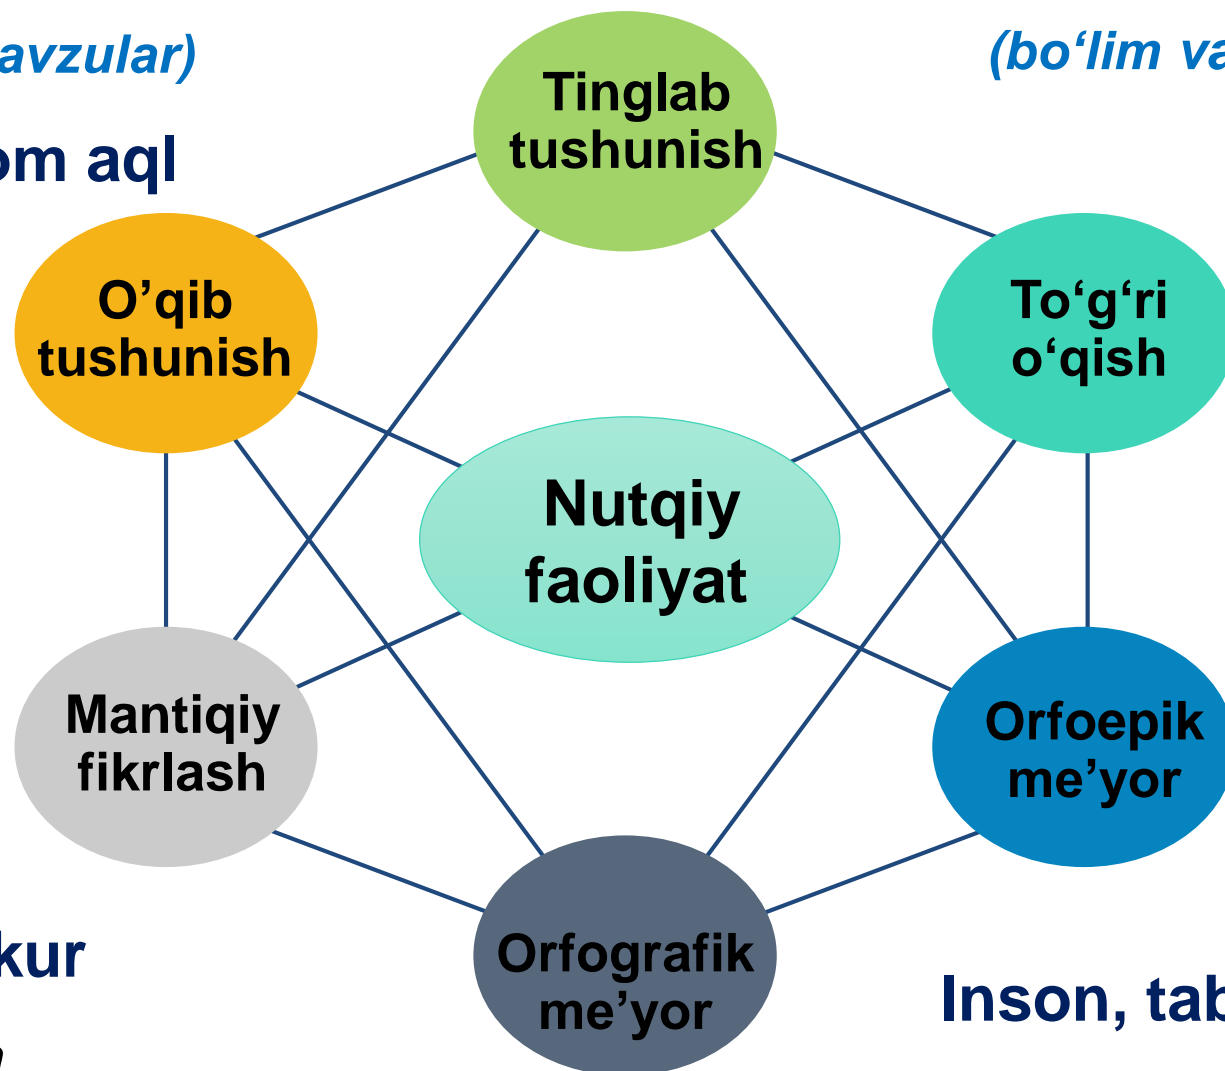 avzular)
(bo‘lim va
Tinglab
tushunish
om aql
O’qib
tushunish
To‘g‘ri
o‘qish
Nutqiy
faoliyat
Mantiqiy
fikrlash
Orfoepik
me’yor
kur
Orfografik
me’yor
Inson, tab